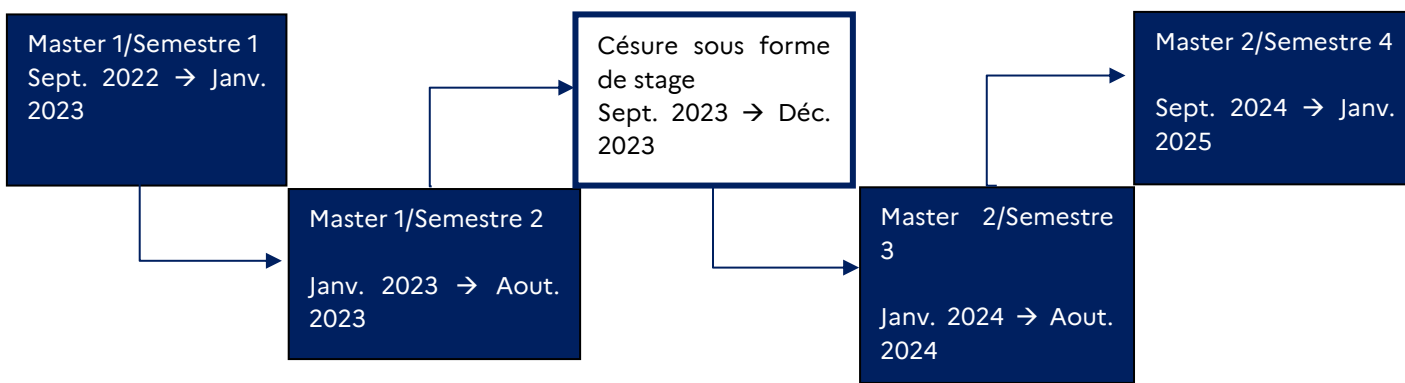 Master 1/Semestre 1
Sept. 2022 → Janv.
2023
Master 1/Semestre 2
Janv. 2023 → Aout.
2023
Césure sous forme
de stage
Sept. 2023 → Déc.
2023
Master 2/Semestre
3
Janv. 2024 → Aout.
2024
Master 2/Semestre 4
Sept. 2024 → Janv.
2025